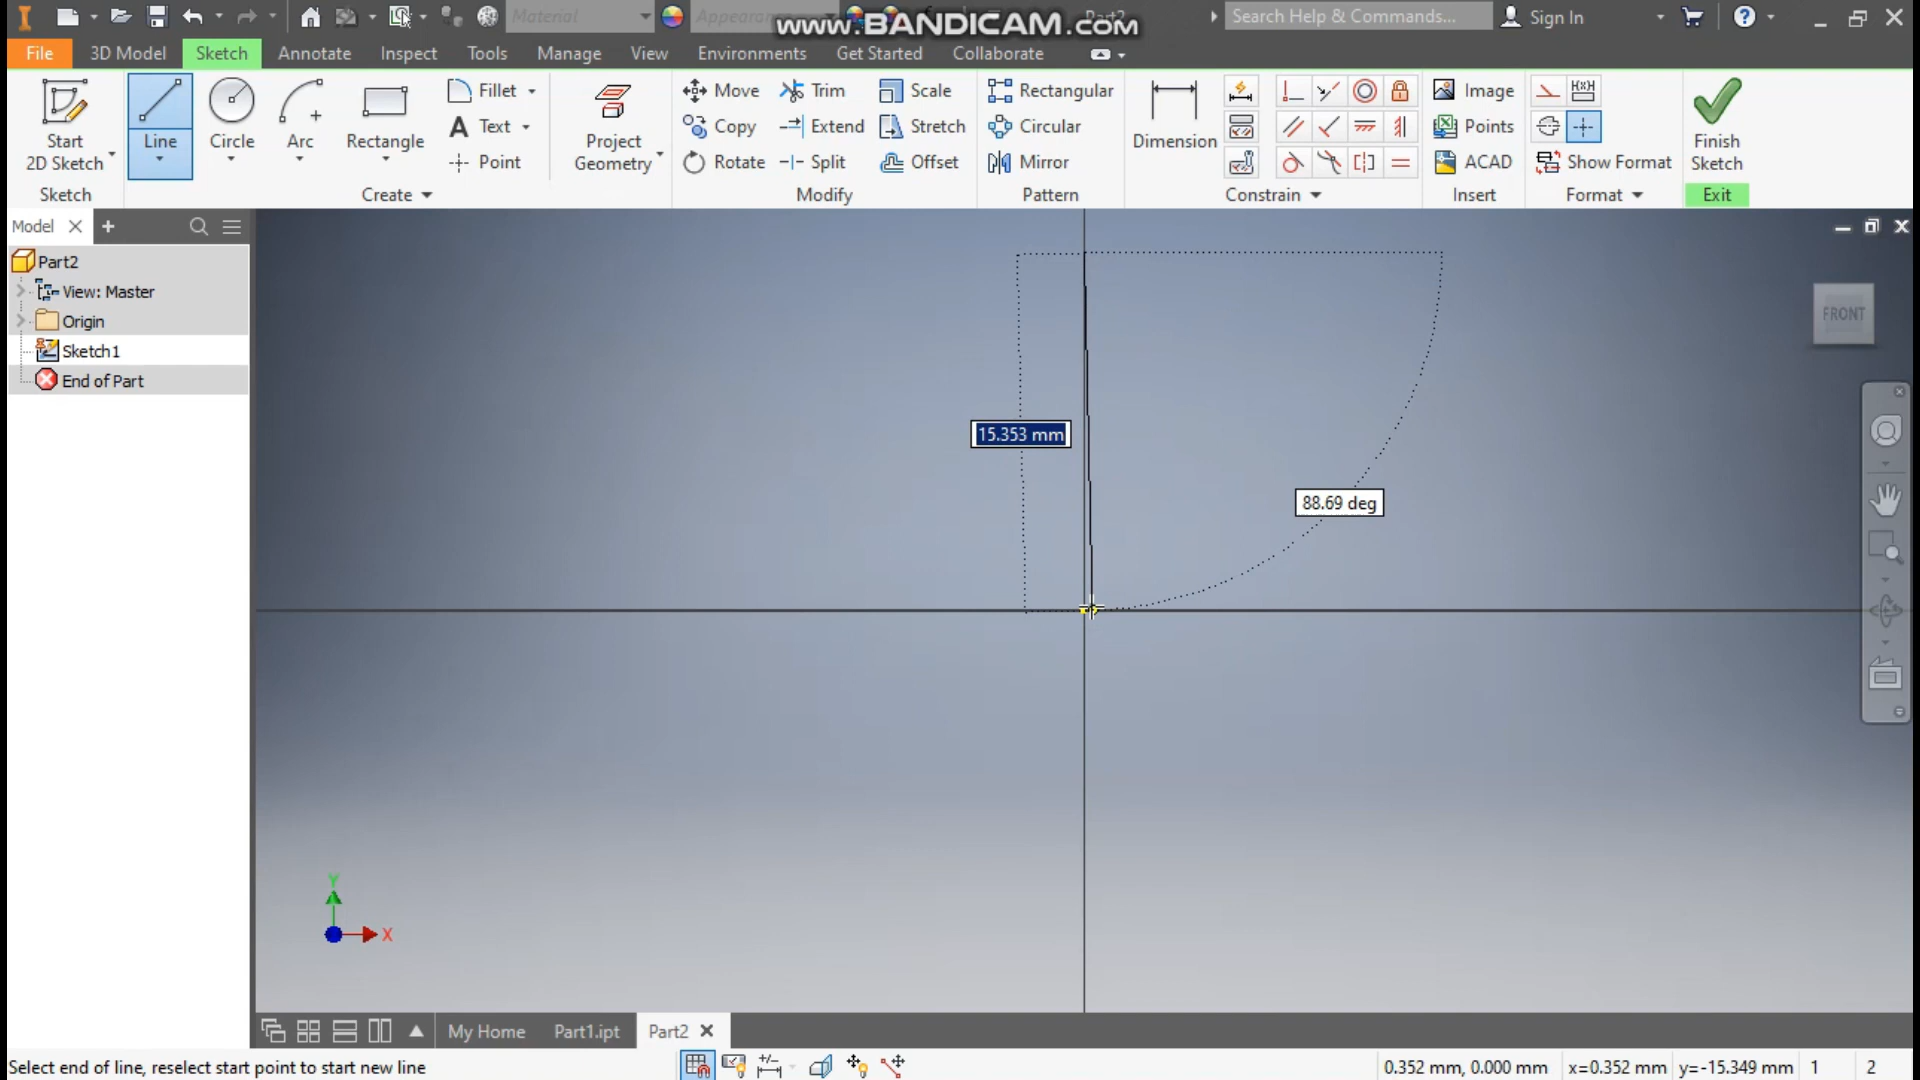 Material
Appearance
Part2
www.BANDICAM.com
Search Help & Commands...
Sign In
File
3D Model
Sketch
Annotate
Inspect
Tools
Manage
View
Environments
Get Started
Collaborate
Start
2D Sketch
Line
Circle
Arc
Rectangle
Fillet
Text
Point
Project
Geometry
Move
Copy
Rotate
Trim
Extend
Split
Scale
Stretch
Offset
Rectangular
Circular
Mirror
Dimension
Image
Points
ACAD
Show Format
Finish
Sketch
Sketch
Create
Modify
Pattern
Constrain
Insert
Format
Exit
Model
Part2
View: Master
Origin
Sketch1
End of Part
FRONT
15.353 mm
88.69 deg
Y
X
My Home
Part1.ipt
Part2
Select end of line, reselect start point to start new line
0.352 mm, 0.000 mm
x=0.352 mm
y=-15.349 mm
1
2